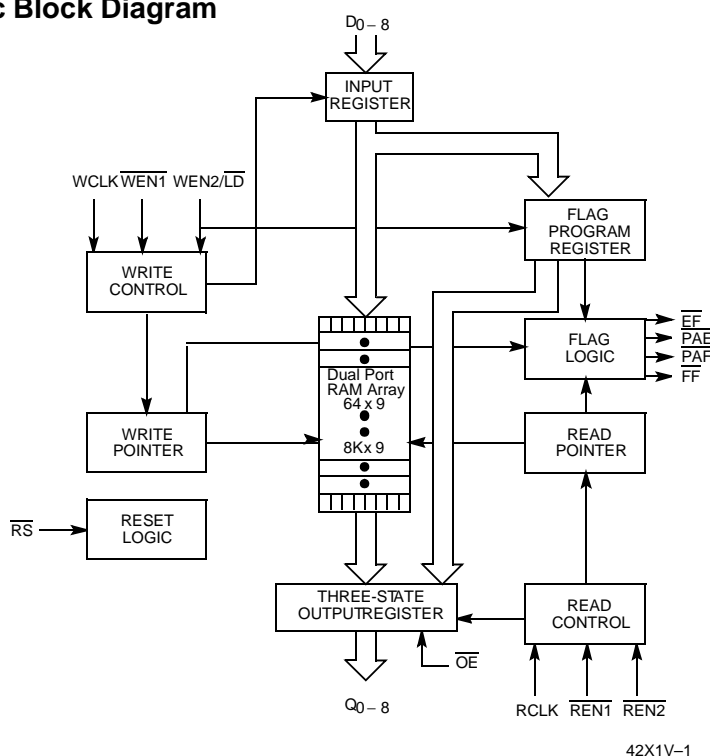 c Block Diagram
D0 – 8
INPUT
REGISTER
WCLK WEN1 WEN2/LD
FLAG
PROGRAM
REGISTER
WRITE
CONTROL
EF
PAE
PAF
FF
FLAG
LOGIC
Dual Port
RAM Array
64 x 9
8K x 9
WRITE
POINTER
READ
POINTER
RS
RESET
LOGIC
THREE-STATE
OUTPUT REGISTER
READ
CONTROL
OE
Q0 – 8
RCLK REN1 REN2
42X1V–1